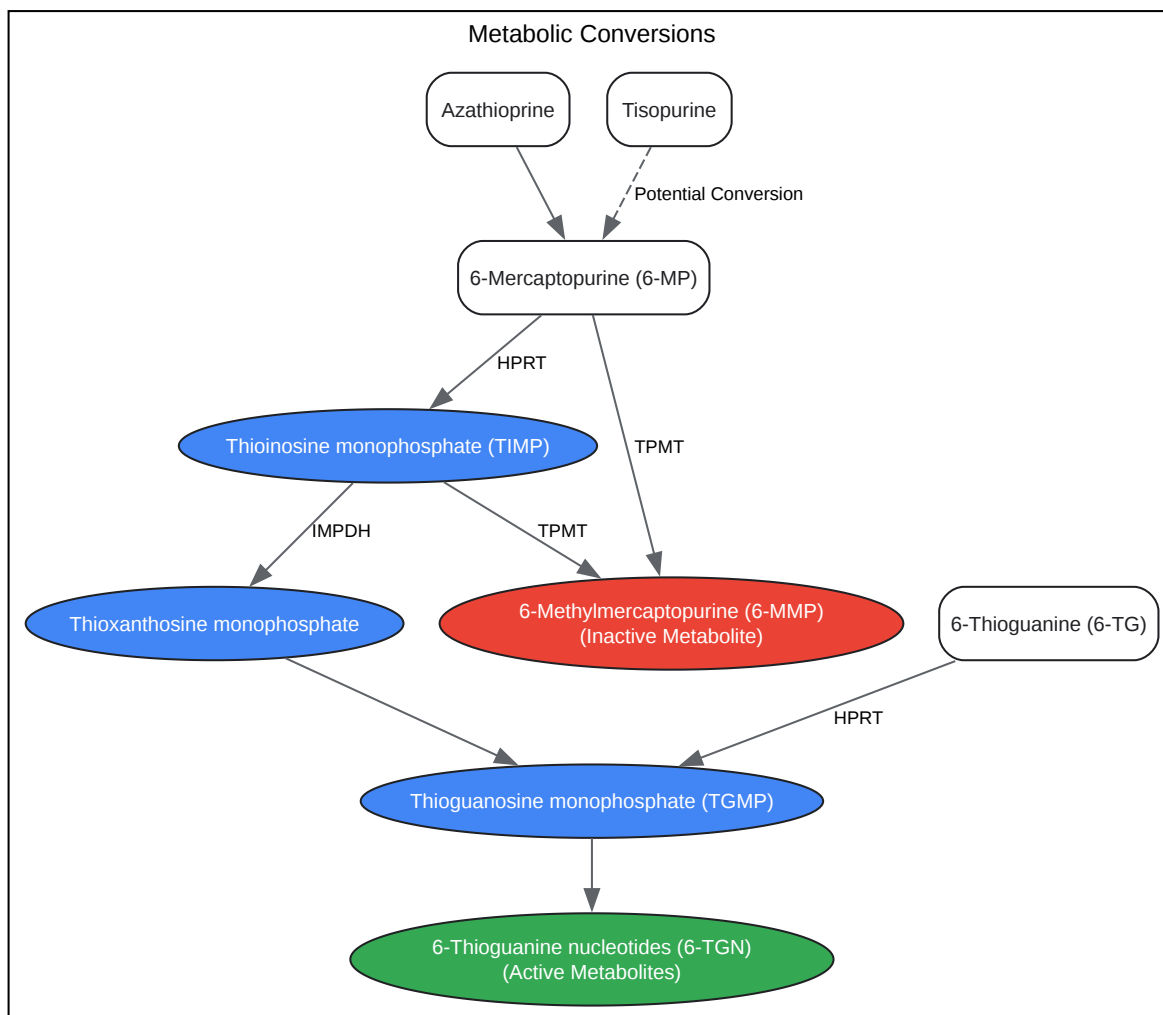 Metabolic Conversions
Azathioprine
Tisopurine
Potential Conversion
6-Mercaptopurine (6-MP)
HPRT
TPMT
Thioinosine monophosphate (TIMP)
IMPDH
TPMT
Thioxanthosine monophosphate
6-Methylmercaptopurine (6-MMP)
(Inactive Metabolite)
6-Thioguanine (6-TG)
HPRT
Thioguanosine monophosphate (TGMP)
6-Thioguanine nucleotides (6-TGN)
(Active Metabolites)